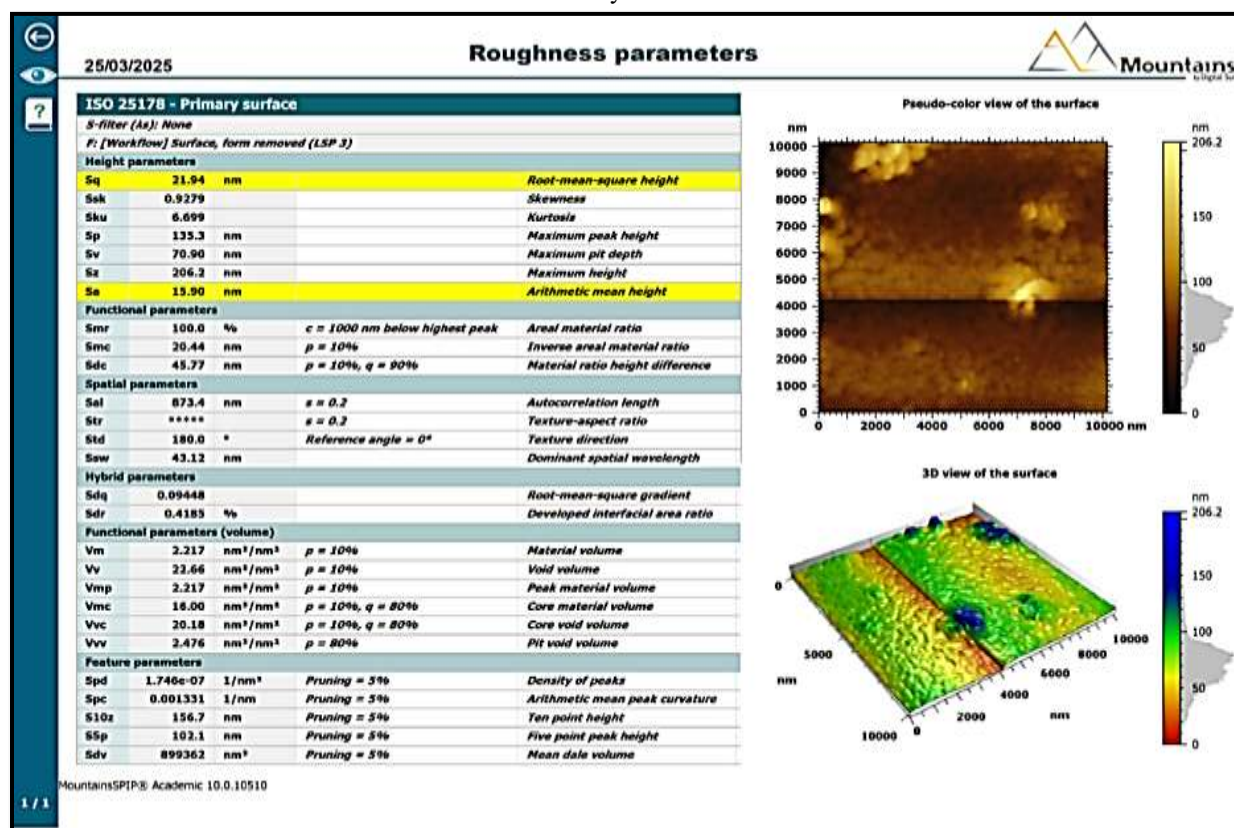 25/03/2025
Roughness parameters
Mountains
?
ISO 25178 - Primary surface
S-filter (λs): None
F: [Workflow] Surface, form removed (LSP 3)
Height parameters
Sq 21.94 nm Root-mean-square height
Ssk 0.9279 Skewness
Sku 6.699 Kurtosis
Sp 135.3 nm Maximum peak height
Sv 70.90 nm Maximum pit depth
Sz 206.2 nm Maximum height
Sa 15.90 nm Arithmetic mean height
Functional parameters
Smr 100.0 % c = 1000 nm below highest peak Areal material ratio
Smc 20.44 nm p = 10% Inverse areal material ratio
Sdc 45.77 nm p = 10%, q = 90% Material ratio height difference
Spatial parameters
Sal 873.4 nm s = 0.2 Autocorrelation length
Str ***** s = 0.2 Texture-aspect ratio
Std 180.0 ° Reference angle = 0° Texture direction
Ssw 43.12 nm Dominant spatial wavelength
Hybrid parameters
Sdq 0.09448 Root-mean-square gradient
Sdr 0.4185 % Developed interfacial area ratio
Functional parameters (volume)
Vm 2.217 nm³/nm² p = 10% Material volume
Vv 22.66 nm³/nm² p = 10% Void volume
Vmp 2.217 nm³/nm² p = 10% Peak material volume
Vmc 16.00 nm³/nm² p = 10%, q = 80% Core material volume
Vvc 20.18 nm³/nm² p = 10%, q = 80% Core void volume
Vvv 2.476 nm³/nm² p = 80% Pit void volume
Feature parameters
Spd 1.746e-07 1/nm² Pruning = 5% Density of peaks
Spc 0.001331 1/nm Pruning = 5% Arithmetic mean peak curvature
S10z 156.7 nm Pruning = 5% Ten point height
S5p 102.1 nm Pruning = 5% Five point peak height
Sdv 899362 nm³ Pruning = 5% Mean dale volume
MountainsSPIP® Academic 10.0.10510
1 / 1
Pseudo-color view of the surface
nm
10000
9000
8000
7000
6000
5000
4000
3000
2000
1000
0
0 2000 4000 6000 8000 10000 nm
nm
206.2
150
100
50
0
3D view of the surface
nm
206.2
150
100
50
0
0
5000
10000
nm
0
2000
4000
6000
8000
10000
nm